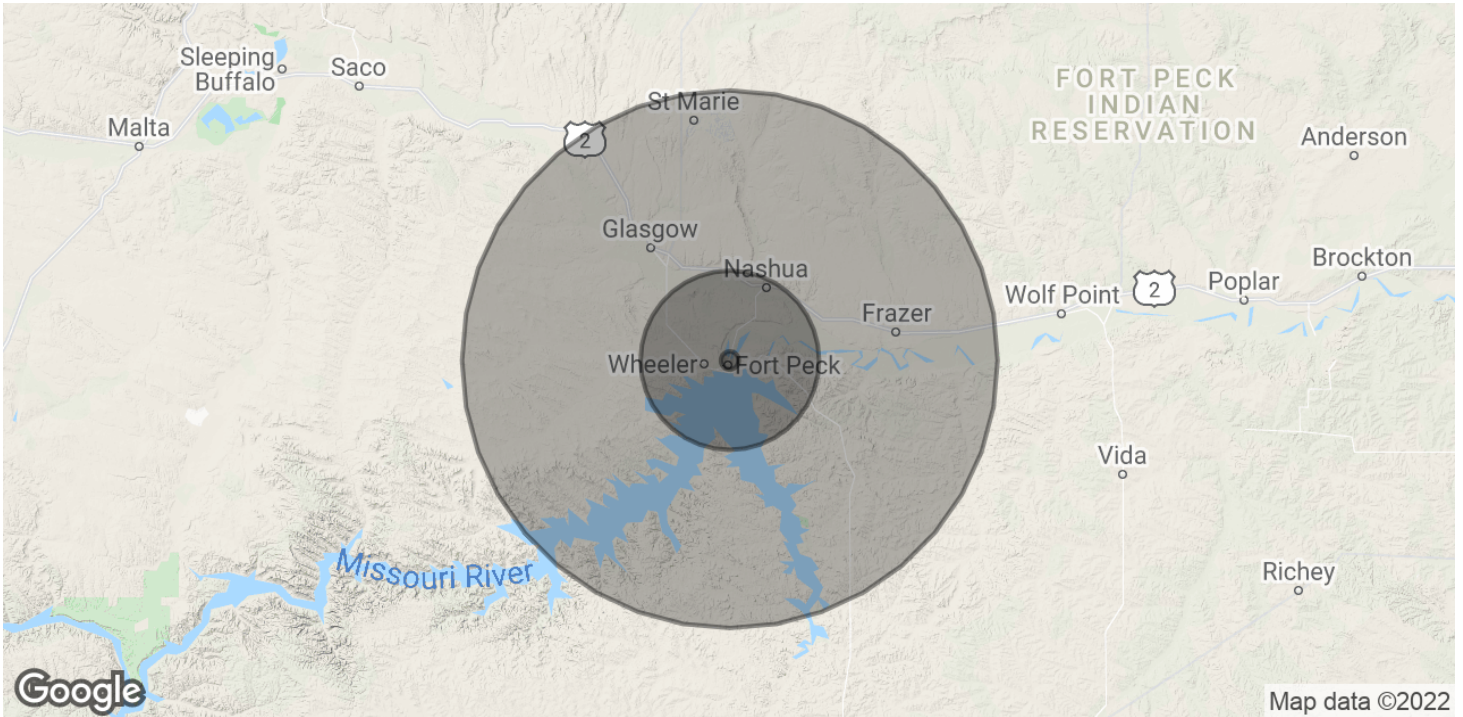 Sleeping
Buffalo
Saco
St Marie
FORT PECK
INDIAN
RESERVATION
Malta
2
Anderson
Glasgow
Nashua
Brockton
Wolf Point
2
Poplar
Frazer
Wheeler
Fort Peck
Vida
Missouri River
Richey
Google
Map data ©2022